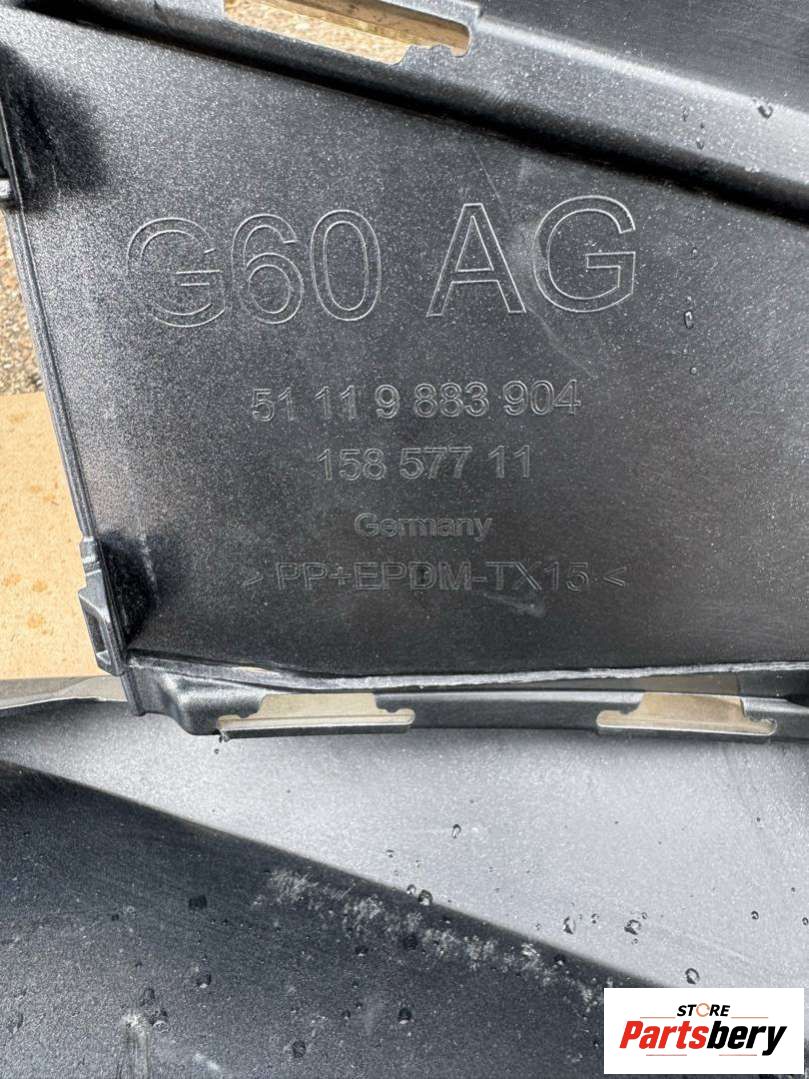 G60 AG
51 11 9 883 904
158 577 11
Germany
> PP+EPDM-TX15 <
STORE
Partsbery